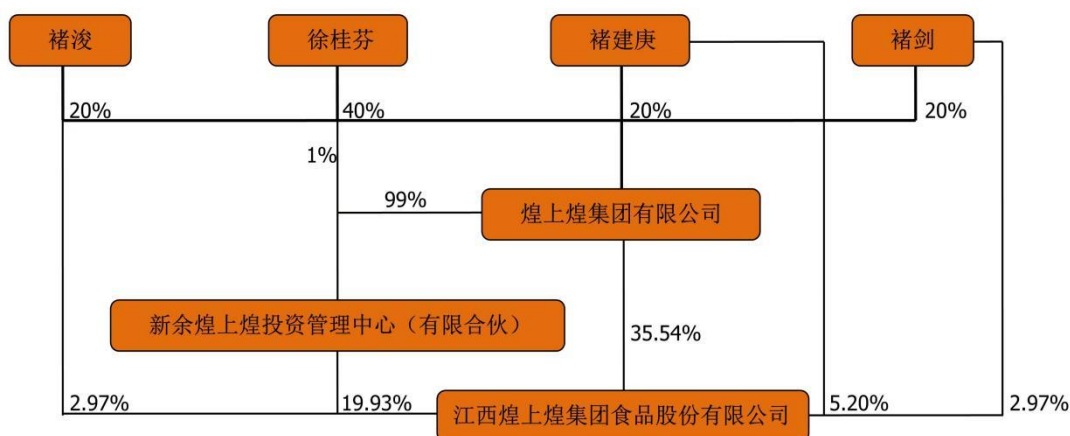 褚浚
徐桂芬
褚建庚
褚剑
20%
40%
20%
20%
1%
99%
煌上煌集团有限公司
新余煌上煌投资管理中心（有限合伙）
35.54%
2.97%
19.93%
江西煌上煌集团食品股份有限公司
5.20%
2.97%